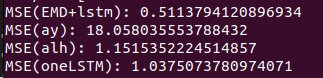 MSE(EMD+lstm): 0.5113794120896934
MSE(ay): 18.058035553788432
MSE(alh): 1.1515352224514857
MSE(oneLSTM): 1.0375073780974071